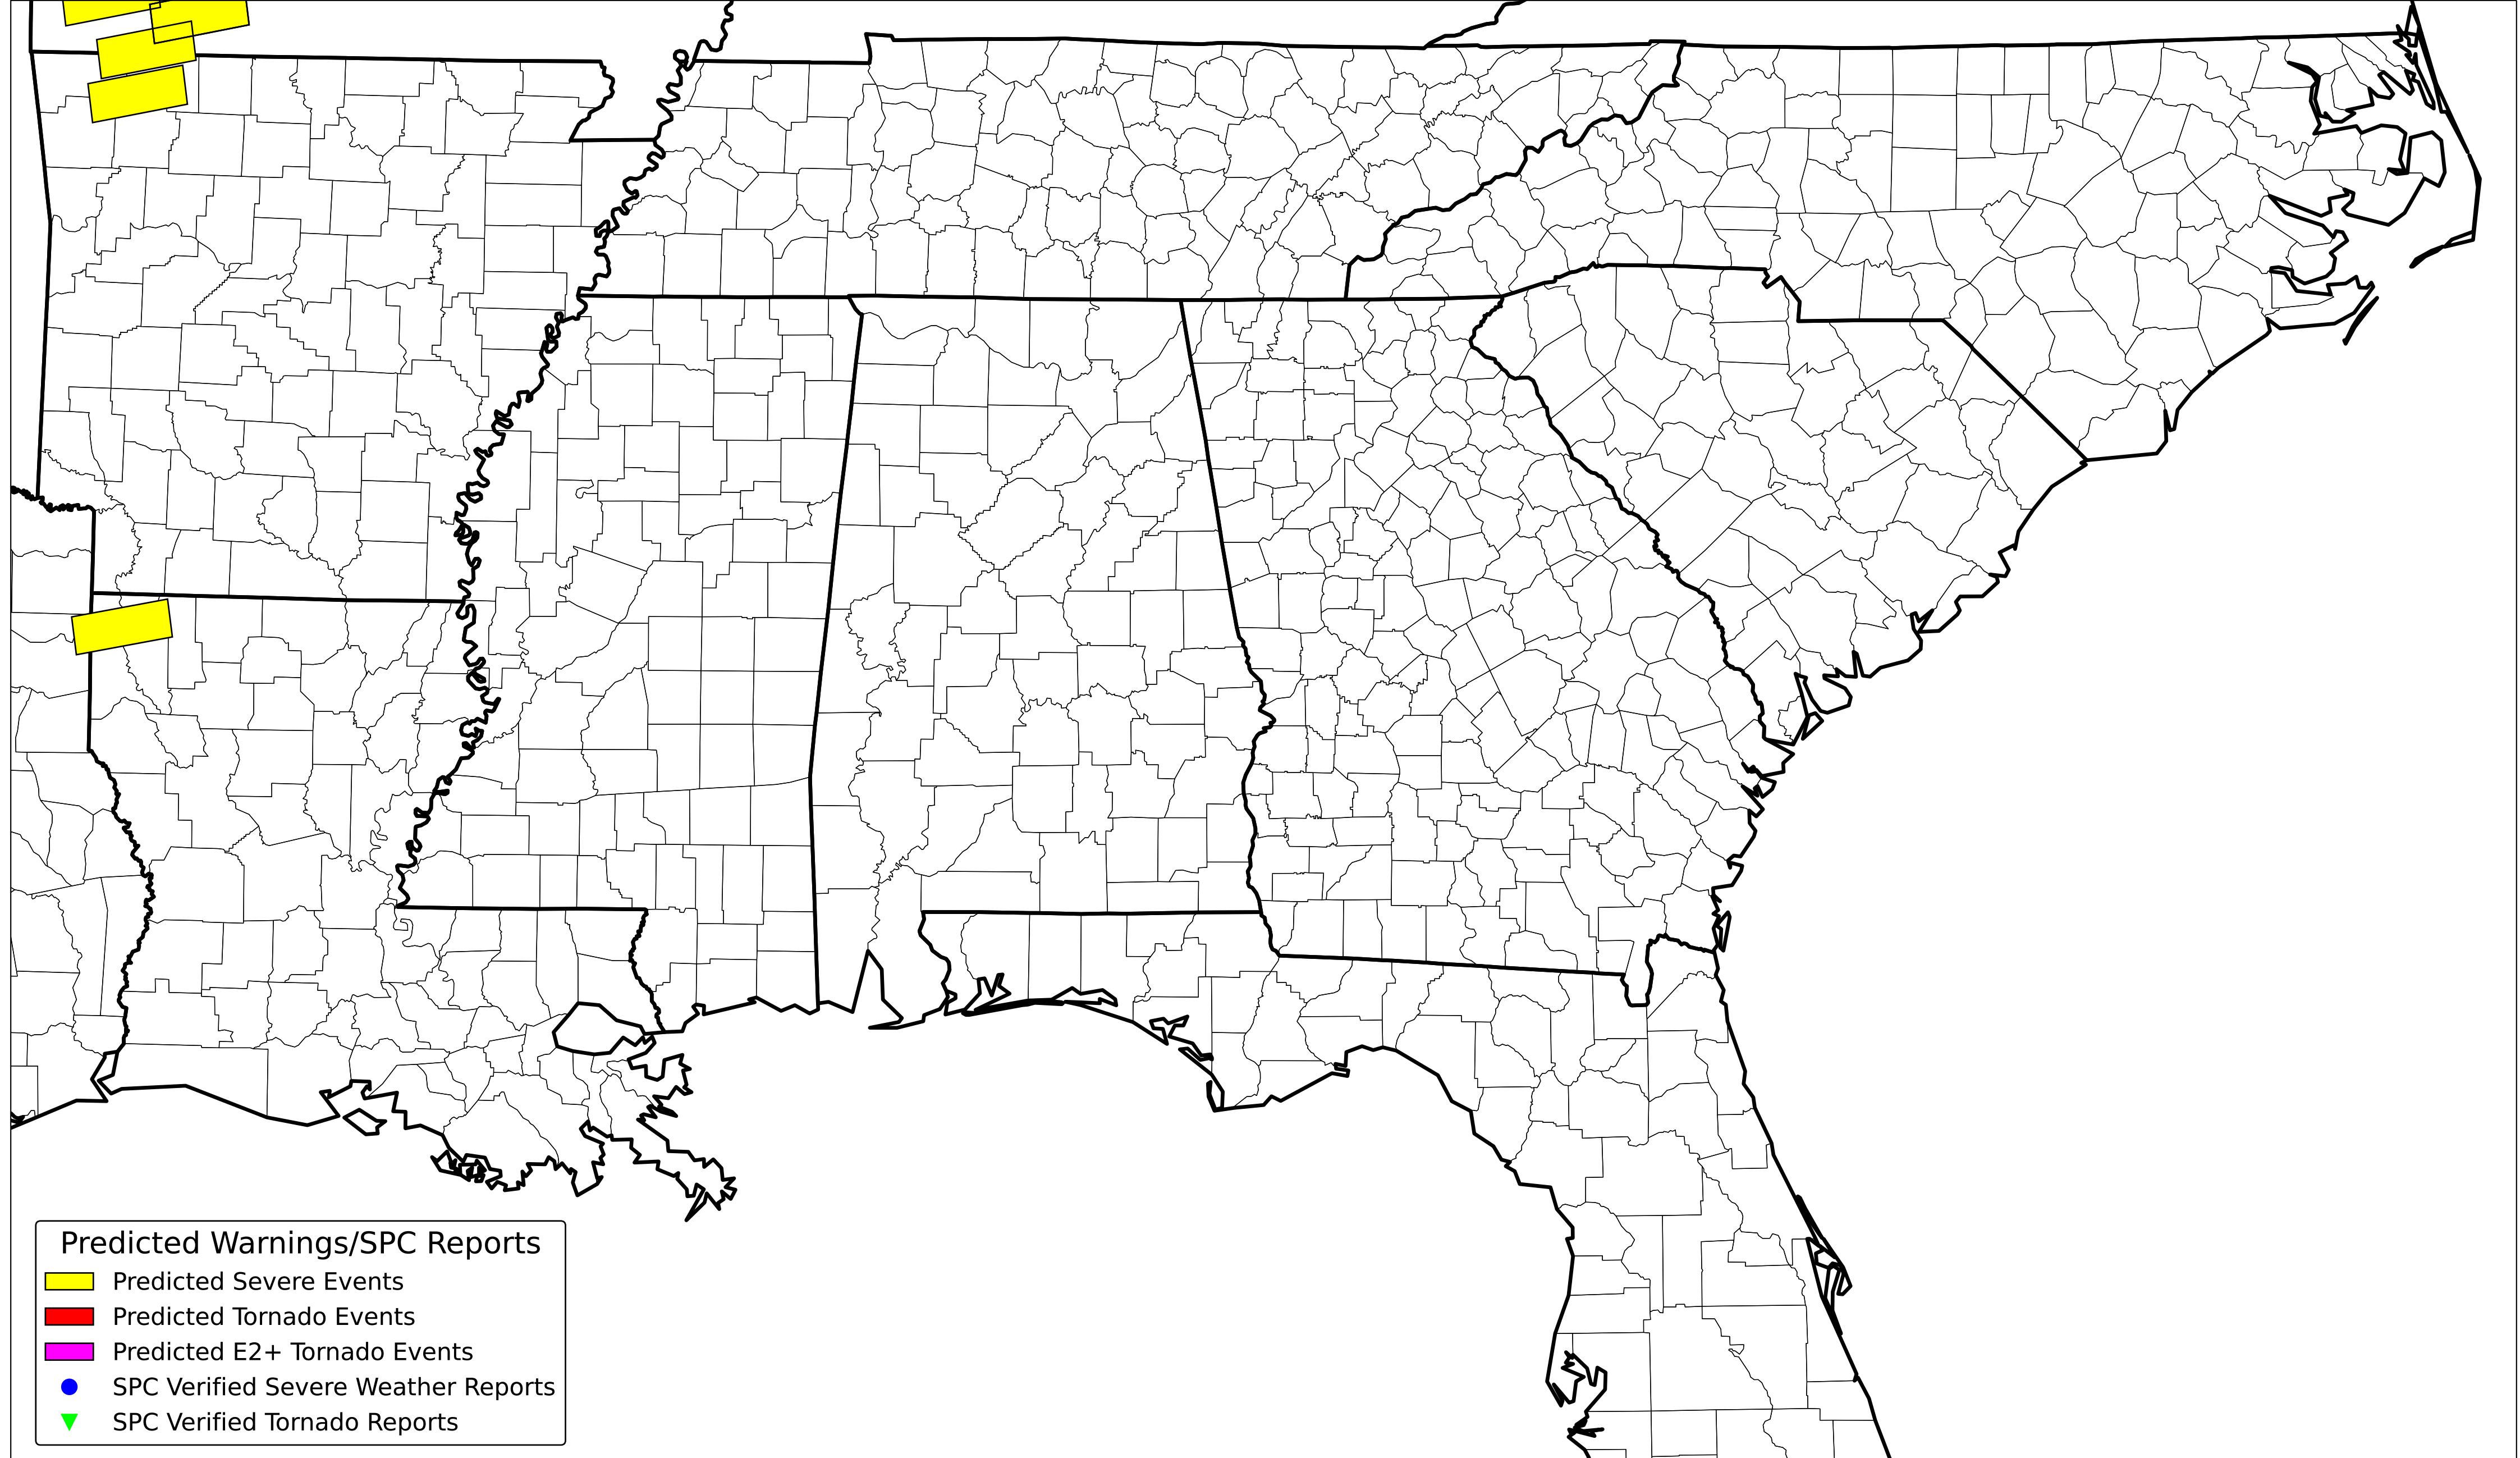 Predicted Warnings/SPC Reports
Predicted Severe Events
Predicted Tornado Events
Predicted E2+ Tornado Events
SPC Verified Severe Weather Reports
SPC Verified Tornado Reports